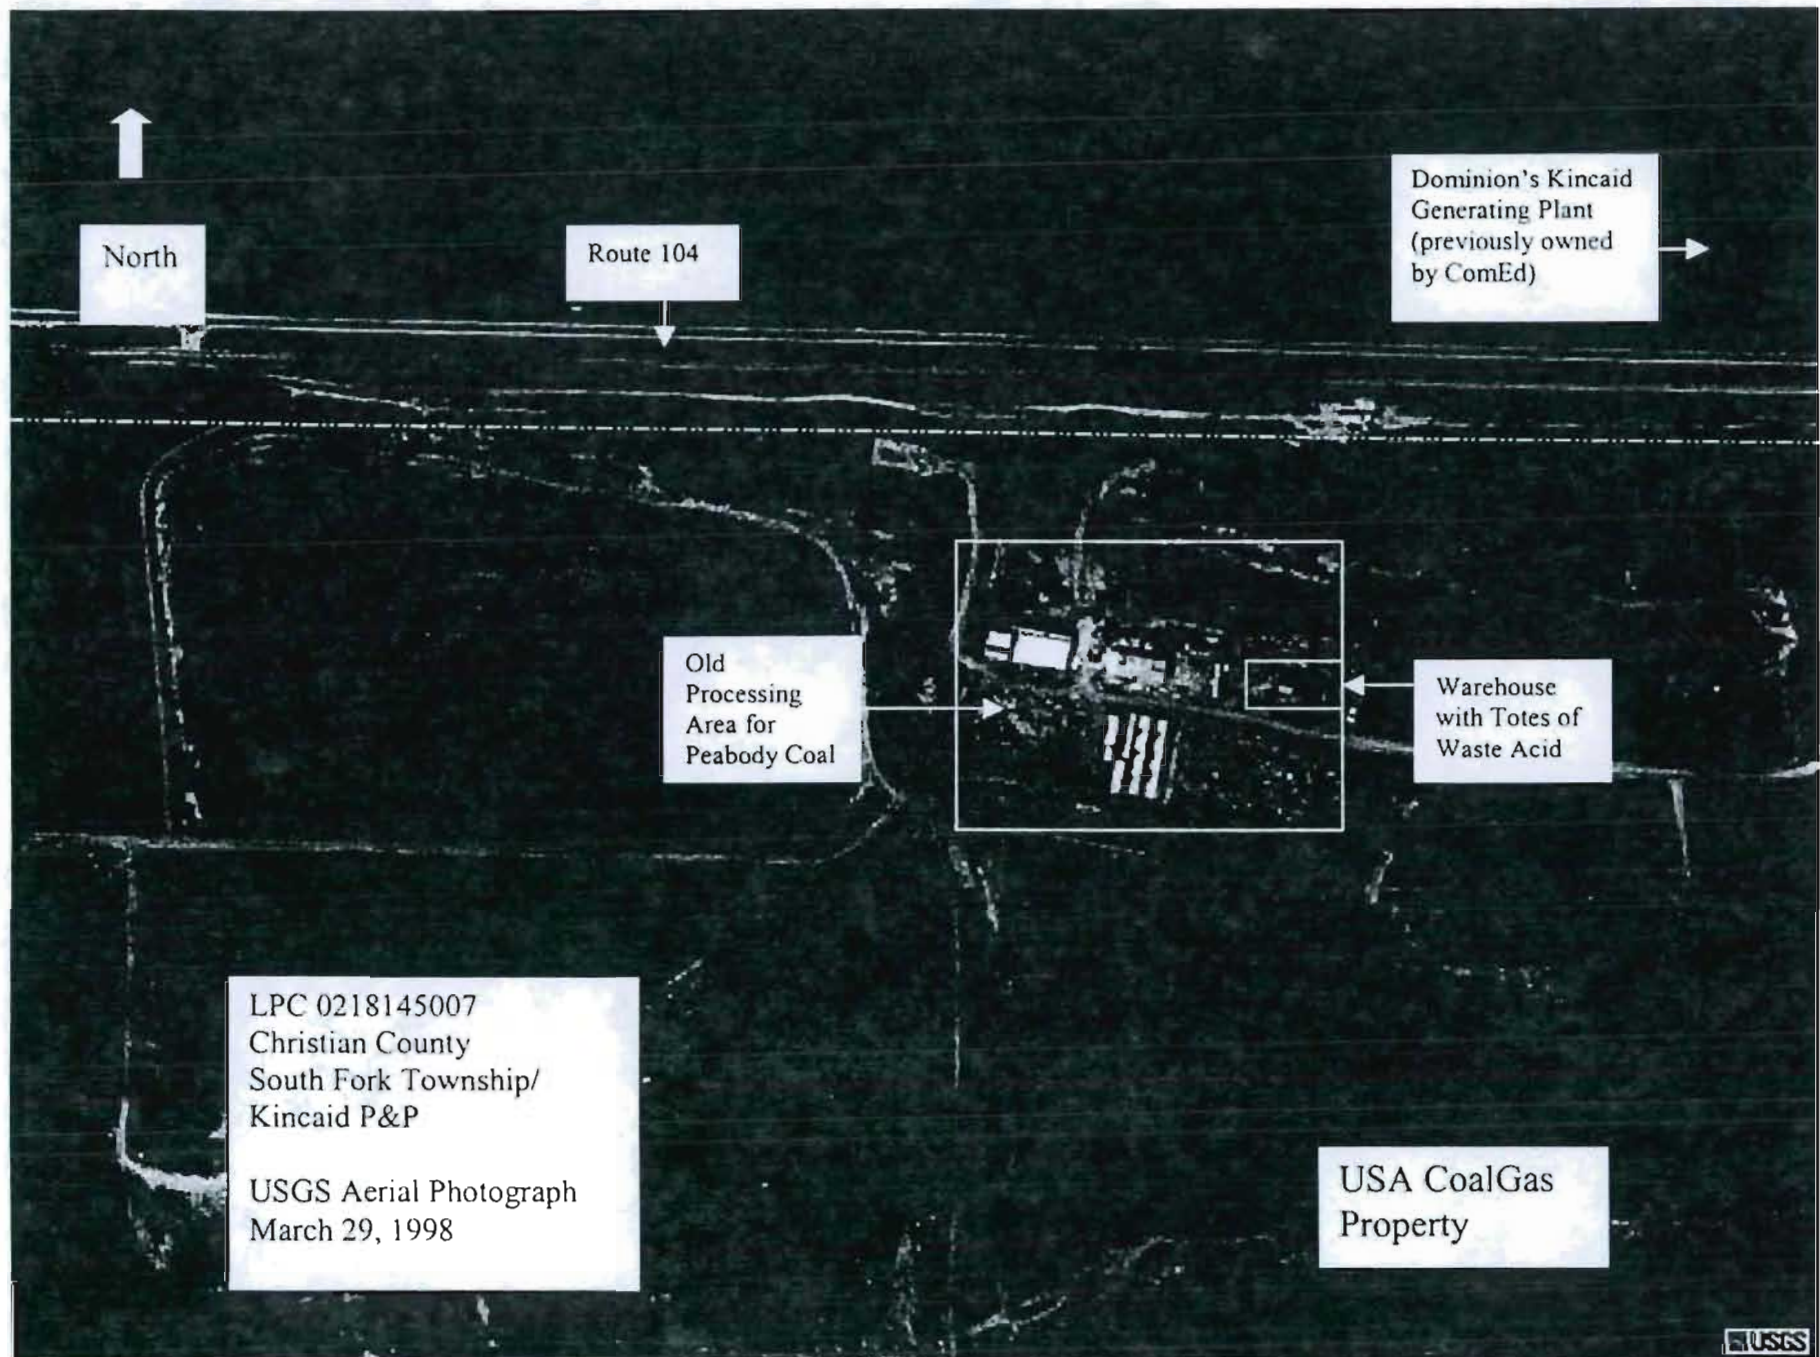 North
Route 104
Dominion's Kincaid
Generating Plant
(previously owned
by ComEd)
Old
Processing
Area for
Peabody Coal
Warehouse
with Totes of
Waste Acid
LPC 0218145007
Christian County
South Fork Township/
Kincaid P&P
USGS Aerial Photograph
March 29, 1998
USA CoalGas
Property
USGS